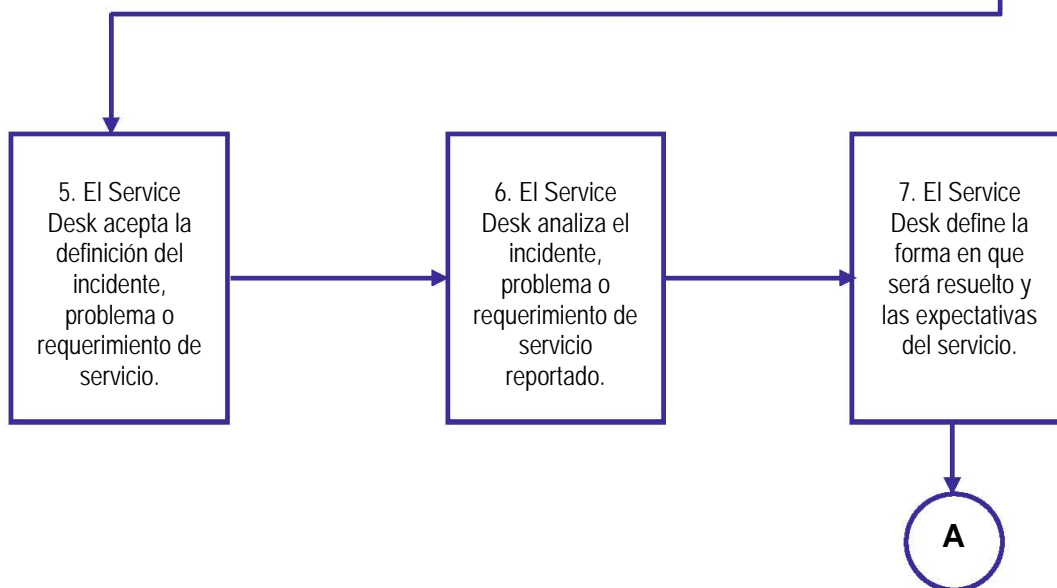 5. El Service
Desk acepta la
definición del
incidente,
problema o
requerimiento de
servicio.
6. El Service
Desk analiza el
incidente,
problema o
requerimiento de
servicio
reportado.
7. El Service
Desk define la
forma en que
será resuelto y
las expectativas
del servicio.
A